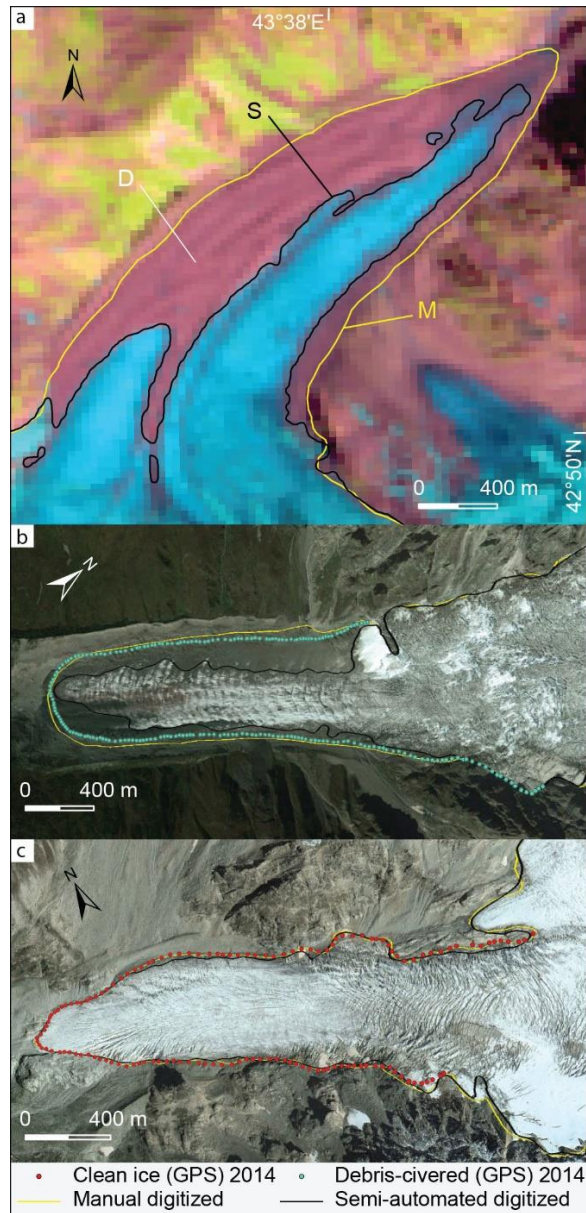 a
43°38'E
N
S
D
M
42°50'N
0 400 m
b
N
0 400 m
c
N
0 400 m
Clean ice (GPS) 2014 Debris-civered (GPS) 2014
Manual digitized Semi-automated digitized